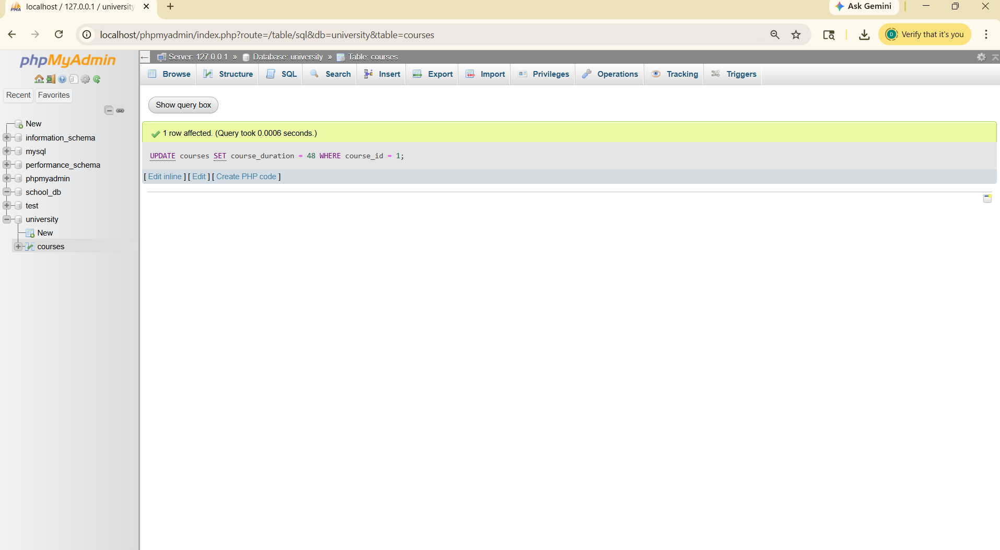 PMA localhost / 127.0.0.1 / university
Ask Gemini
localhost/phpmyadmin/index.php?route=/table/sql&db=university&table=courses
D Verify that it's you
phpMyAdmin
Server: 127.0.0.1 » Database: university » Table: courses
Browse Structure SQL Search Insert Export Import Privileges Operations Tracking Triggers
Recent Favorites
Show query box
New
information_schema
mysql
performance_schema
phpmyadmin
school_db
test
university
New
courses
1 row affected. (Query took 0.0006 seconds.)
UPDATE courses SET course_duration = 48 WHERE course_id = 1;
[ Edit inline ] [ Edit ] [ Create PHP code ]